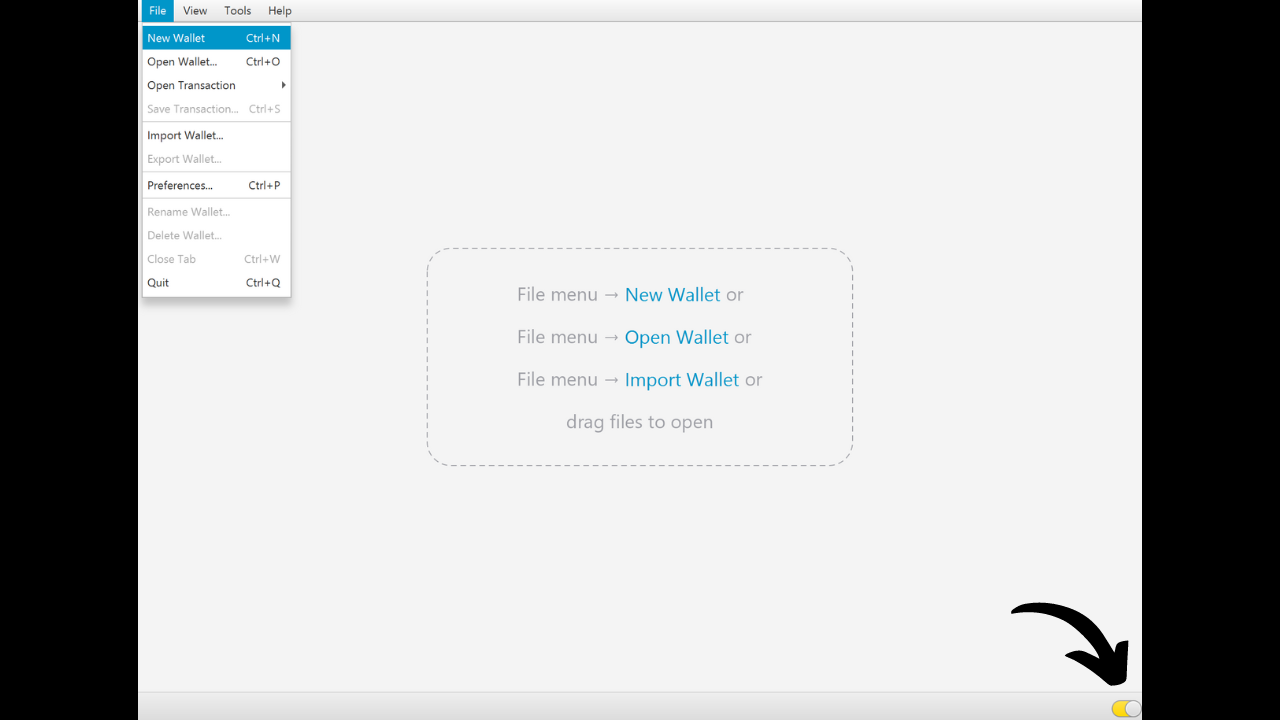 File View Tools Help
New Wallet Ctrl+N
Open Wallet... Ctrl+O
Open Transaction
Save Transaction... Ctrl+S
Import Wallet...
Export Wallet...
Preferences... Ctrl+P
Rename Wallet...
Delete Wallet...
Close Tab Ctrl+W
Quit Ctrl+Q
File menu → New Wallet or
File menu → Open Wallet or
File menu → Import Wallet or
drag files to open